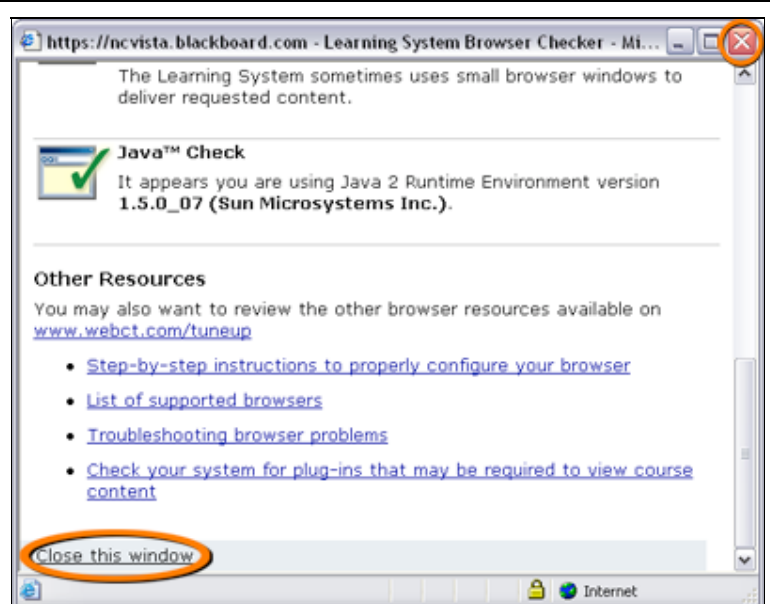 https://ncvista.blackboard.com - Learning System Browser Checker - Mi...
The Learning System sometimes uses small browser windows to
deliver requested content.
Java™ Check
It appears you are using Java 2 Runtime Environment version
1.5.0_07 (Sun Microsystems Inc.).
Other Resources
You may also want to review the other browser resources available on
www.webct.com/tuneup
• Step-by-step instructions to properly configure your browser
• List of supported browsers
• Troubleshooting browser problems
• Check your system for plug-ins that may be required to view course
content
Close this window
Internet